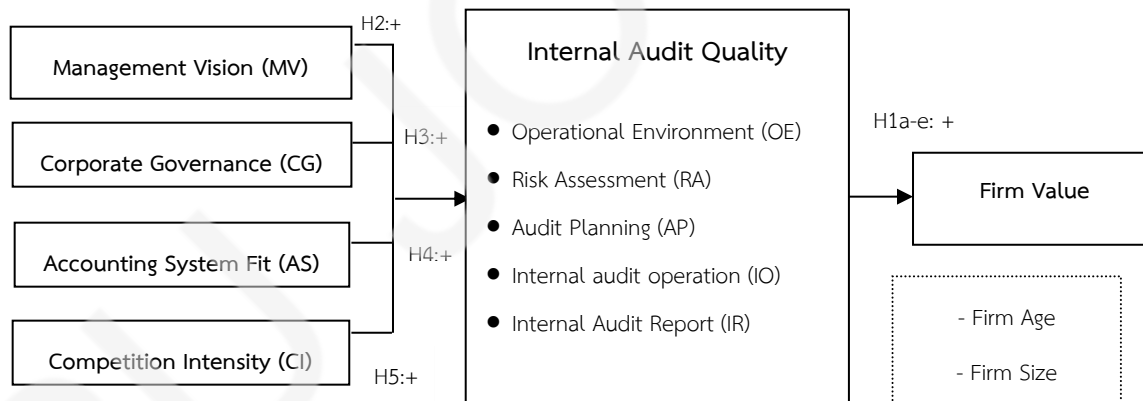 H2:+
Management Vision (MV)
H3:+
Corporate Governance (CG)
Accounting System Fit (AS)
H4:+
Competition Intensity (CI)
H5:+
Internal Audit Quality
● Operational Environment (OE)
● Risk Assessment (RA)
● Audit Planning (AP)
● Internal audit operation (IO)
● Internal Audit Report (IR)
H1a-e: +
Firm Value
- Firm Age
- Firm Size